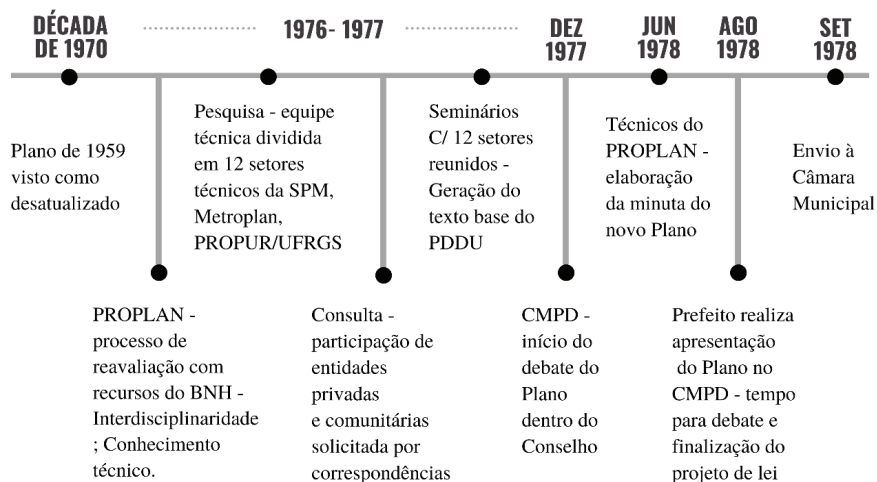 DÉCADA
DE 1970
1976- 1977
DEZ
1977
JUN
1978
AGO
1978
SET
1978
Plano de 1959
visto como
desatualizado
Pesquisa - equipe
técnica dividida
em 12 setores
técnicos da SPM,
Metroplan,
PROPUR/UFRGS
Seminários
C/ 12 setores
reunidos -
Geração do
texto base do
PDDU
Técnicos do
PROPLAN -
elaboração
da minuta do
novo Plano
Envio à
Câmara
Municipal
PROPLAN -
processo de
reavaliação com
recursos do BNH -
Interdisciplinaridade
; Conhecimento
técnico.
Consulta -
participação de
entidades
privadas
e comunitárias
solicitada por
correspondências
CMPD -
início do
debate do
Plano
dentro do
Conselho
Prefeito realiza
apresentação
do Plano no
CMPD - tempo
para debate e
finalização do
projeto de lei